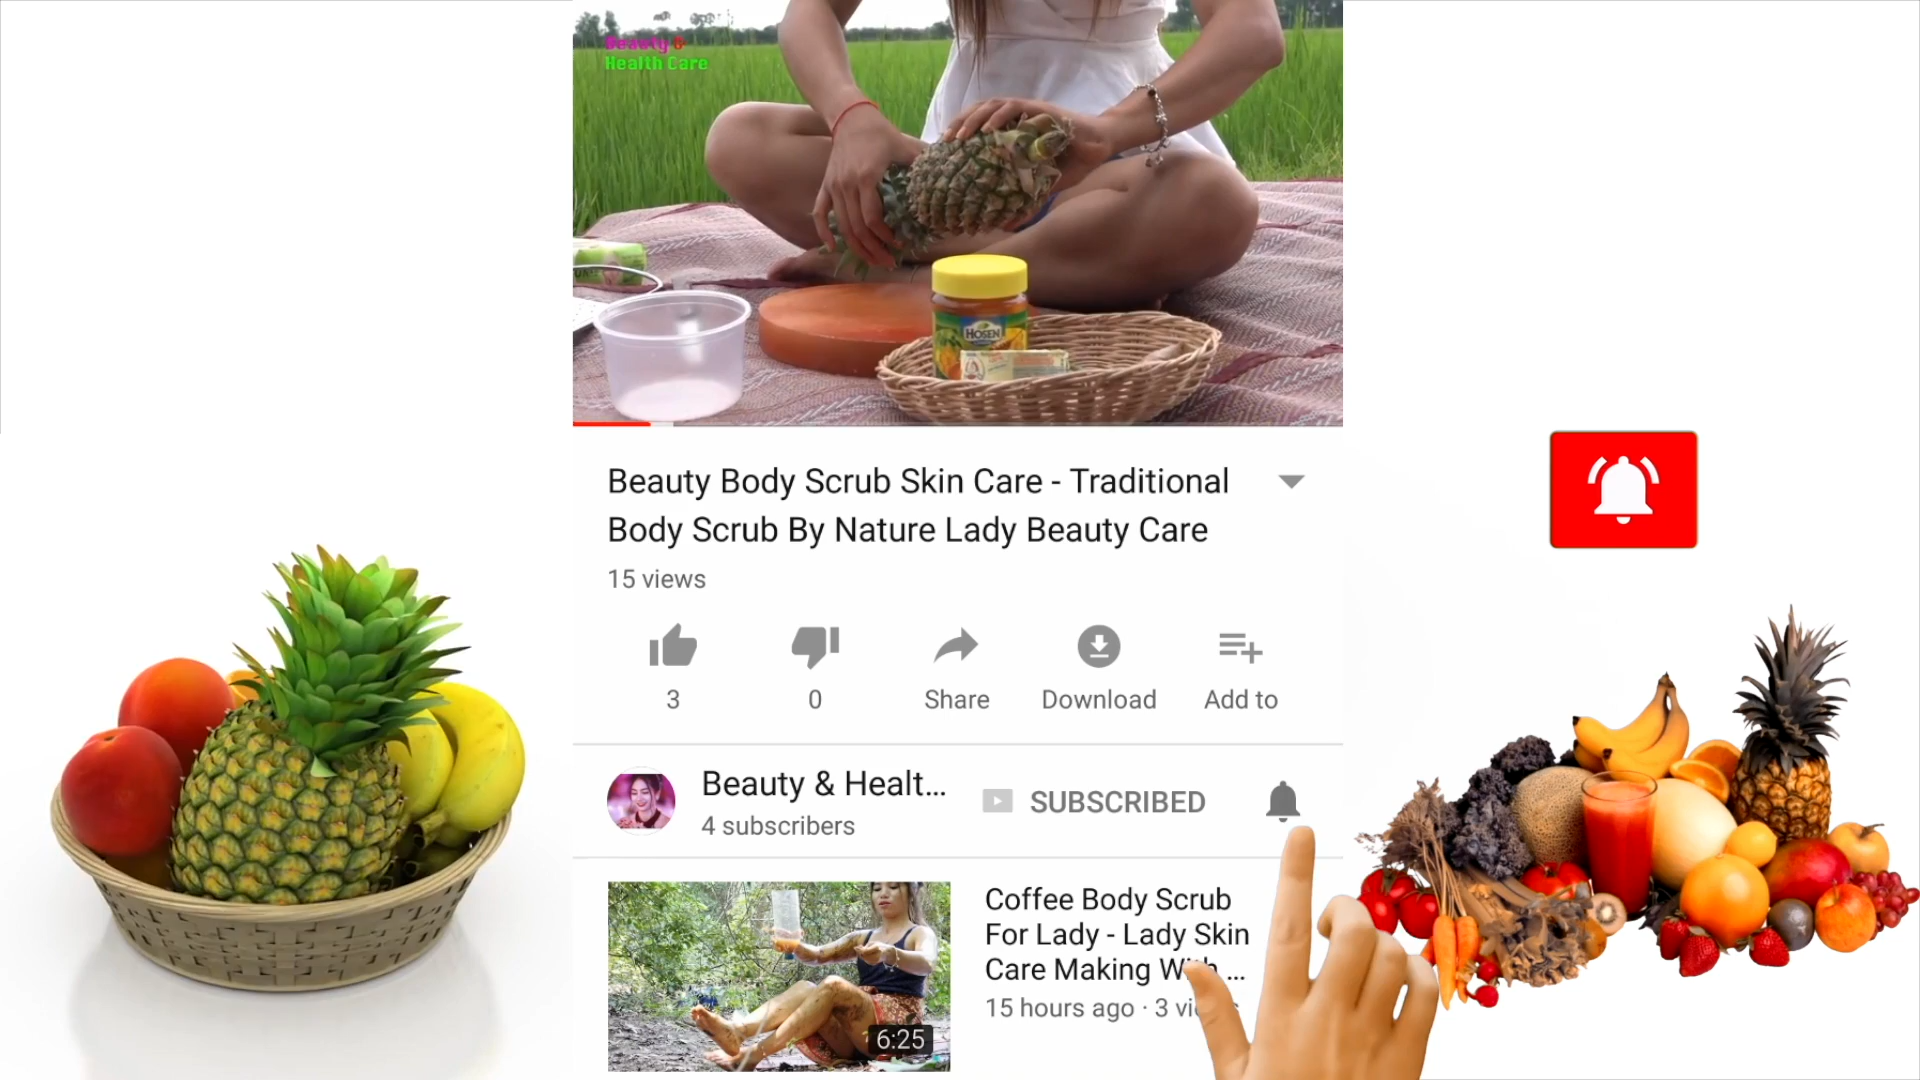 Beauty &
Health Care
HOSEN
Beauty Body Scrub Skin Care - Traditional
Body Scrub By Nature Lady Beauty Care
15 views
3
0
Share
Download
Add to
Beauty & Healt...
4 subscribers
SUBSCRIBED
Coffee Body Scrub
For Lady - Lady Skin
Care Making W...
15 hours ago · 3
6:25